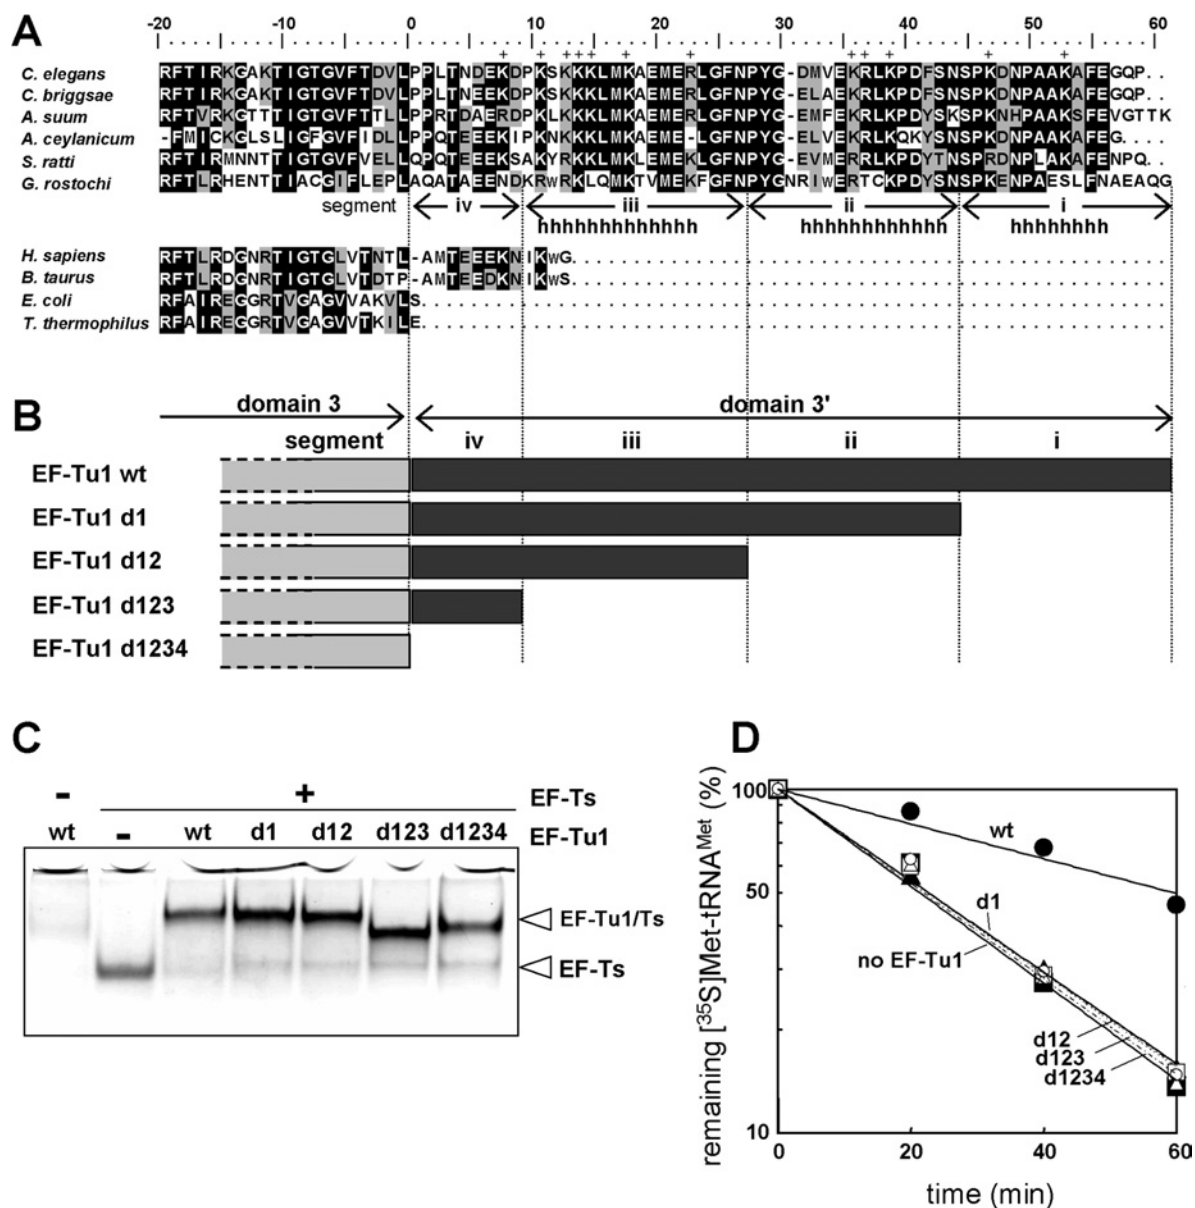 A
-20 -10 0 10 20 30 40 50 60
+ + + + + + + + + + + +
C. elegans RFTIRKGAKTIGTGVFTDVLPPLTNDEKDPKSKKKLMKAEMERLGFNPYG-DMVEKRLKPDFSNSPKDNPAAKAFEGQP..
C. briggsae RFTIRKGAKTIGTGVFTDVLPPLTNEEKDPKSKKKLMKAEMERLGFNPYG-ELAEKRLKPDFSNSPKDNPAAKAFEGQP..
A. suum RFTVRKGTTTIGTGVFTTLLPPRTDAERDPKLKKKLMKAEMERLGFNPYG-EMFEKRLKPDYSKSPKNHPAAKSFEVGTTK
A. ceylanicum -FMICKGLSLIGFGVFIDLLPPQTEEEKIPKNKKKLMKAEME-LGFNPYG-ELVEKRLKQKYSNSPKDNPAAKAFEG....
S. ratti RFTIRMNNTTIGTGVFVELLQPQTEEEKSAKYRKKLMKLEMEKLGFNPYG-EVMERRLKPDYTNSPRDNPLAKAFENPQ..
G. rostochi RFTLRHENTTIACGIFLEPLAQATAEENDKRWRKLQMKTVMEKFGFNPYGNRIWERTCKPDYSNSPKENPAESLFNAEAQG
segment iv iii ii i
hhhhhhhhhhhhh hhhhhhhhhhhh hhhhhhhh
H. sapiens RFTLRDGNRTIGTGLVTNTL-AMTEEEKNIKWG
B. taurus RFTLRDGNRTIGTGLVTDTP-AMTEEDKNIKWS
E. coli RFAIREGGRTVGAGVVAKVLS
T. thermophilus RFAIREGGRTVGAGVVTKILE
B
domain 3 domain 3'
segment iv iii ii i
EF-Tu1 wt
EF-Tu1 d1
EF-Tu1 d12
EF-Tu1 d123
EF-Tu1 d1234
C
- + EF-Ts
wt - wt d1 d12 d123 d1234 EF-Tu1
EF-Tu1/Ts
EF-Ts
D
remaining [35S]Met-tRNAMet (%)
100
50
10
wt
d1
no EF-Tu1
d12
d123
d1234
0 20 40 60
time (min)